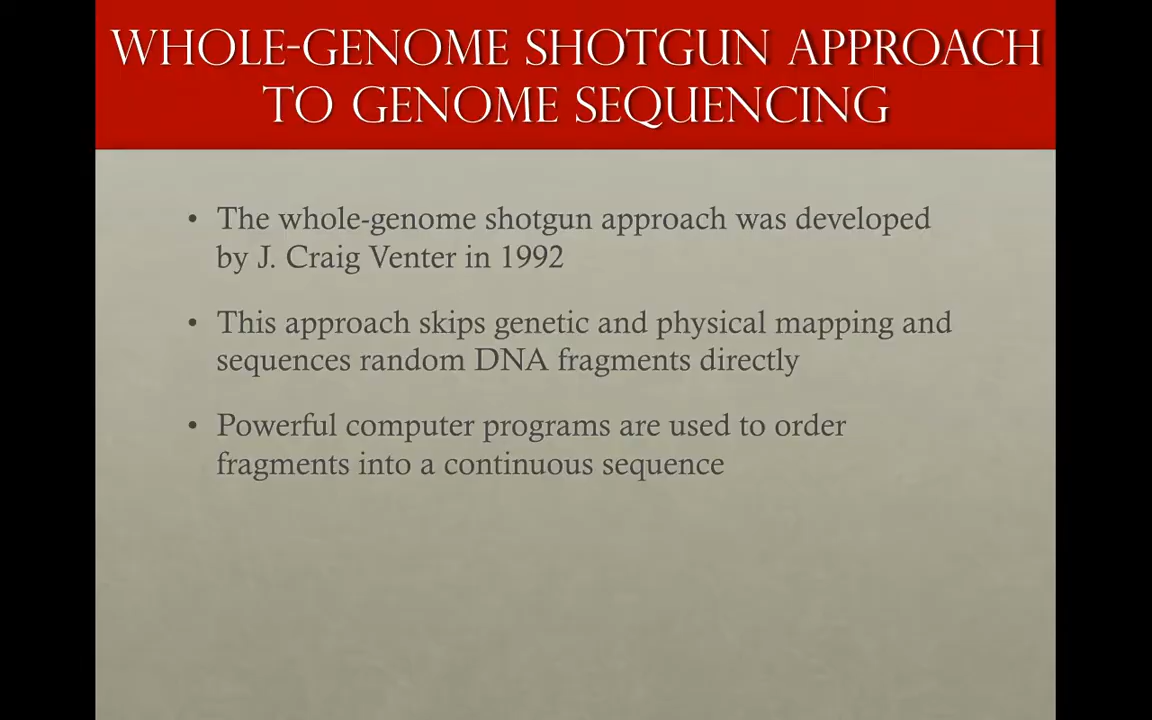 WHOLE-GENOME SHOTGUN APPROACH
TO GENOME SEQUENCING
• The whole-genome shotgun approach was developed
by J. Craig Venter in 1992
• This approach skips genetic and physical mapping and
sequences random DNA fragments directly
• Powerful computer programs are used to order
fragments into a continuous sequence